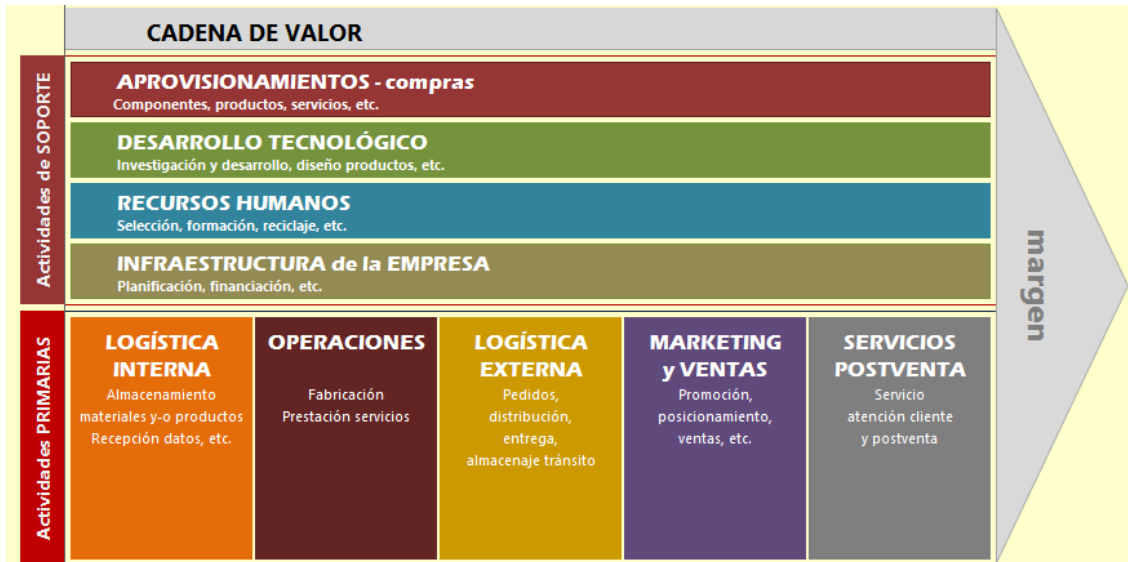 CADENA DE VALOR
Actividades de SOPORTE
APROVISIONAMIENTOS - compras
Componentes, productos, servicios, etc.
DESARROLLO TECNOLÓGICO
Investigación y desarrollo, diseño productos, etc.
RECURSOS HUMANOS
Selección, formación, reciclaje, etc.
INFRAESTRUCTURA de la EMPRESA
Planificación, financiación, etc.
margen
Actividades PRIMARIAS
LOGÍSTICA
INTERNA
Almacenamiento
materiales y-o productos
Recepción datos, etc.
OPERACIONES
Fabricación
Prestación servicios
LOGÍSTICA
EXTERNA
Pedidos,
distribución,
entrega,
almacenaje tránsito
MARKETING
y VENTAS
Promoción,
posicionamiento,
ventas, etc.
SERVICIOS
POSTVENTA
Servicio
atención cliente
y postventa